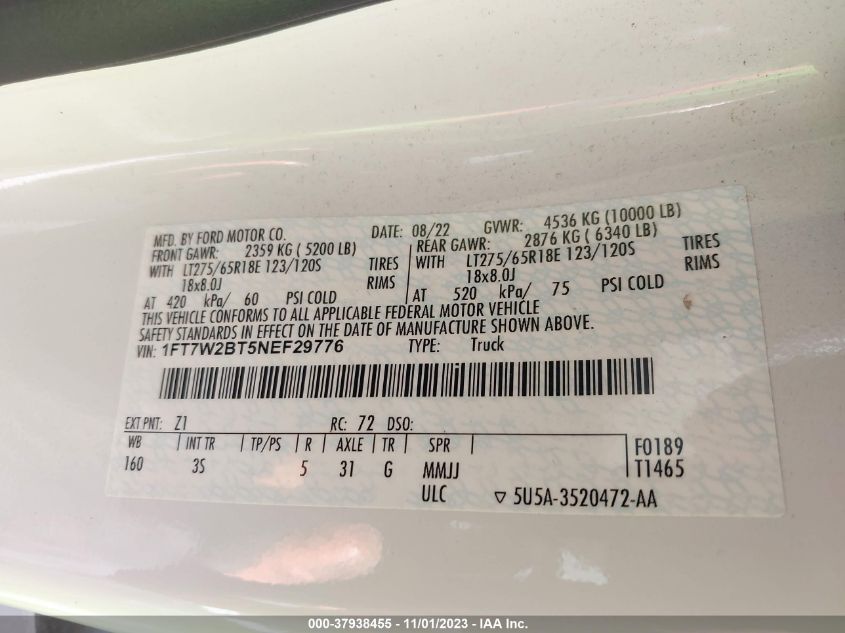 MFD. BY FORD MOTOR CO. DATE: 08/22 GVWR: 4536 KG (10000 LB)
FRONT GAWR: 2359 KG ( 5200 LB) REAR GAWR: 2876 KG ( 6340 LB)
WITH LT275/65R18E 123/120S TIRES WITH LT275/65R18E 123/120S TIRES
18x8.0J RIMS 18x8.0J RIMS
AT 420 kPa/ 60 PSI COLD AT 520 kPa/ 75 PSI COLD
THIS VEHICLE CONFORMS TO ALL APPLICABLE FEDERAL MOTOR VEHICLE
SAFETY STANDARDS IN EFFECT ON THE DATE OF MANUFACTURE SHOWN ABOVE.
VIN: 1FT7W2BT5NEF29776 TYPE: Truck
EXT PNT: Z1 RC: 72 DSO:
WB INT TR TP/PS R AXLE TR SPR F0189
160 3S 5 31 G MMJJ T1465
ULC ▽ 5U5A-3520472-AA
000-37938455 - 11/01/2023 - IAA Inc.